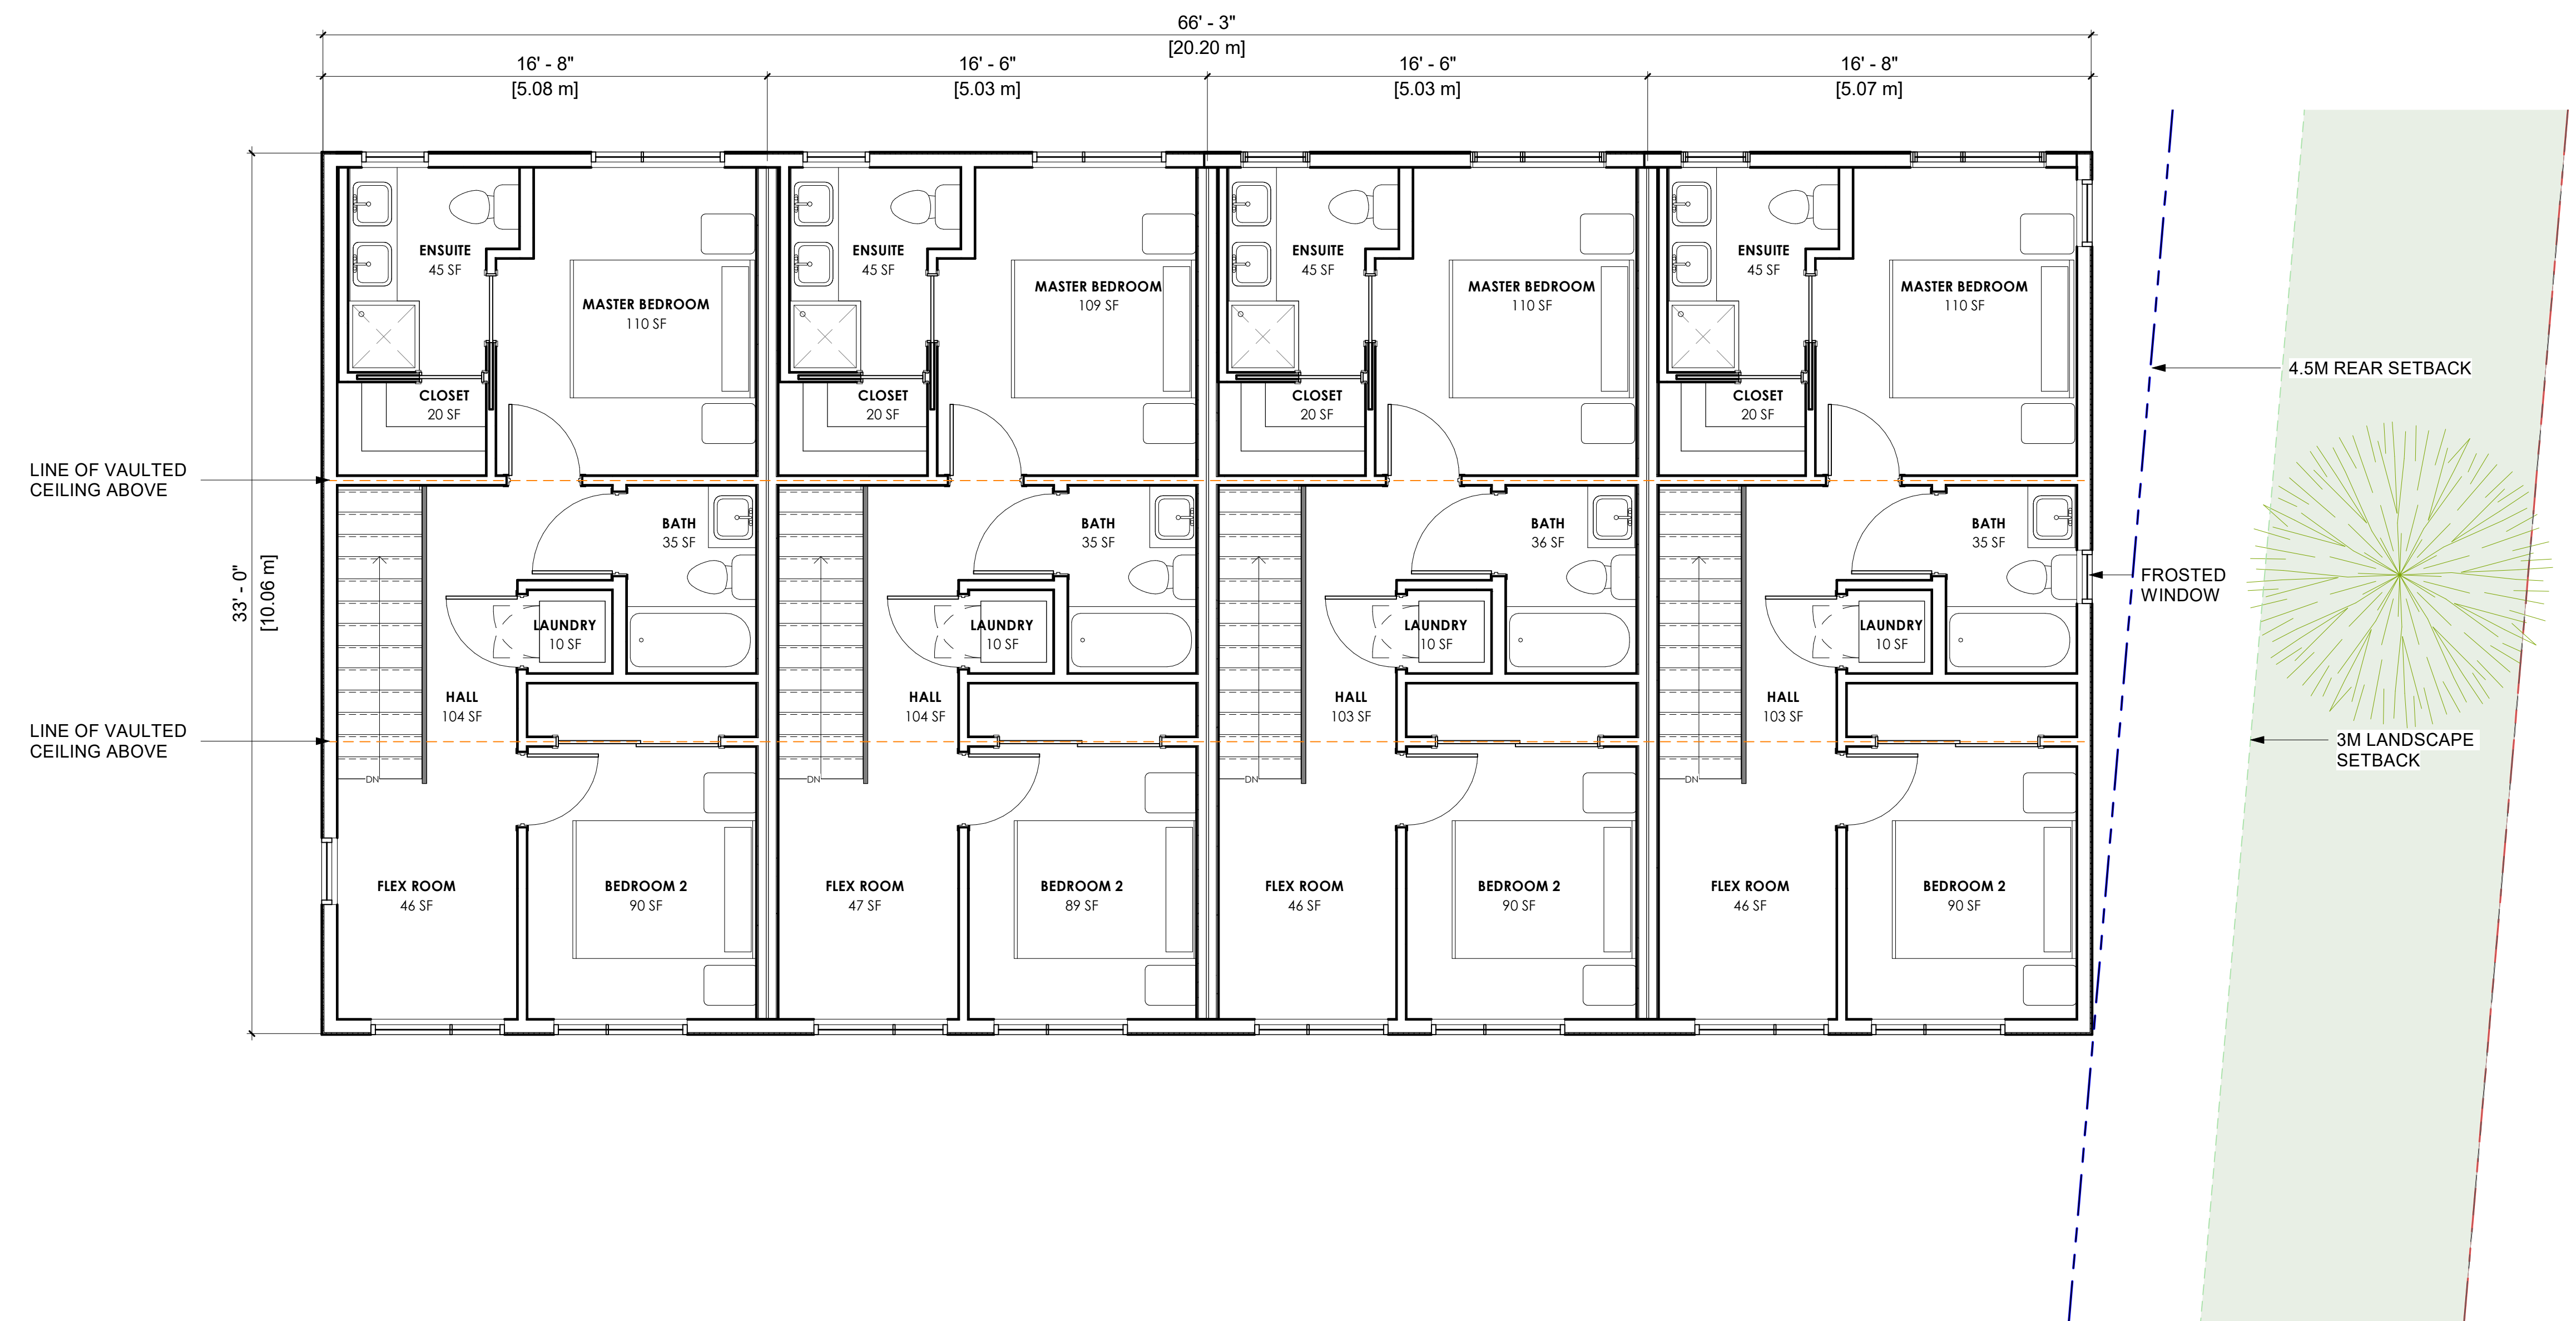 66' - 3"
[20.20 m]
16' - 8"
[5.08 m]
16' - 6"
[5.03 m]
16' - 6"
[5.03 m]
16' - 8"
[5.07 m]
33' - 0"
[10.06 m]
ENSUITE
45 SF
MASTER BEDROOM
110 SF
CLOSET
20 SF
ENSUITE
45 SF
MASTER BEDROOM
109 SF
CLOSET
20 SF
ENSUITE
45 SF
MASTER BEDROOM
110 SF
CLOSET
20 SF
ENSUITE
45 SF
MASTER BEDROOM
110 SF
CLOSET
20 SF
4.5M REAR SETBACK
LINE OF VAULTED
CEILING ABOVE
BATH
35 SF
BATH
35 SF
BATH
36 SF
BATH
35 SF
FROSTED
WINDOW
LAUNDRY
10 SF
LAUNDRY
10 SF
LAUNDRY
10 SF
LAUNDRY
10 SF
HALL
104 SF
HALL
104 SF
HALL
103 SF
HALL
103 SF
LINE OF VAULTED
CEILING ABOVE
3M LANDSCAPE
SETBACK
DN
DN
DN
DN
FLEX ROOM
46 SF
BEDROOM 2
90 SF
FLEX ROOM
47 SF
BEDROOM 2
89 SF
FLEX ROOM
46 SF
BEDROOM 2
90 SF
FLEX ROOM
46 SF
BEDROOM 2
90 SF